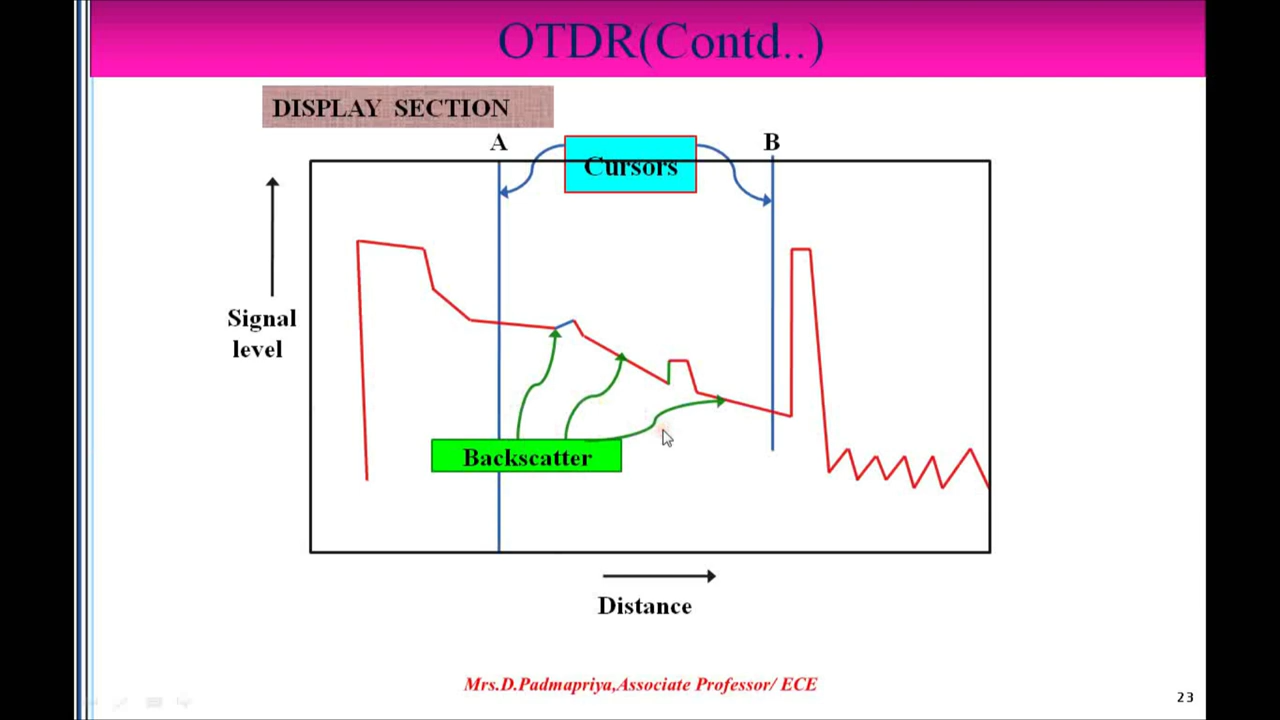 OTDR(Contd..)
DISPLAY SECTION
A
B
Cursors
Signal
level
Backscatter
Distance
Mrs.D.Padmapriya,Associate Professor/ ECE
23